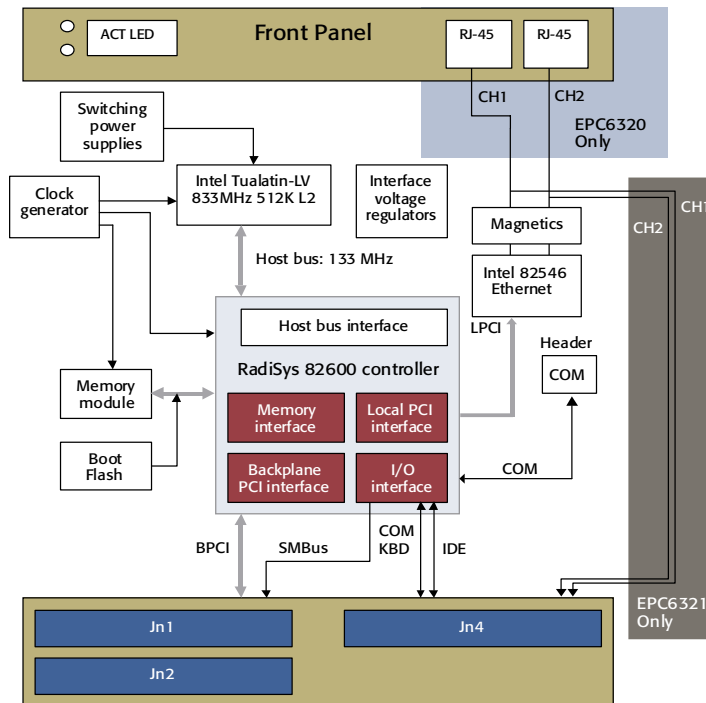 ACT LED
Front Panel
RJ-45
RJ-45
CH1
CH2
EPC6320
Only
Switching
power
supplies
Clock
generator
Intel Tualatin-LV
833MHz 512K L2
Interface
voltage
regulators
Magnetics
CH2
CH1
Host bus: 133 MHz
Intel 82546
Ethernet
LPCI
Host bus interface
RadiSys 82600 controller
Header
COM
Memory
module
Memory
interface
Local PCI
interface
Boot
Flash
Backplane
PCI interface
I/O
interface
COM
BPCI
SMBus
COM
KBD
IDE
EPC6321
Only
Jn1
Jn4
Jn2